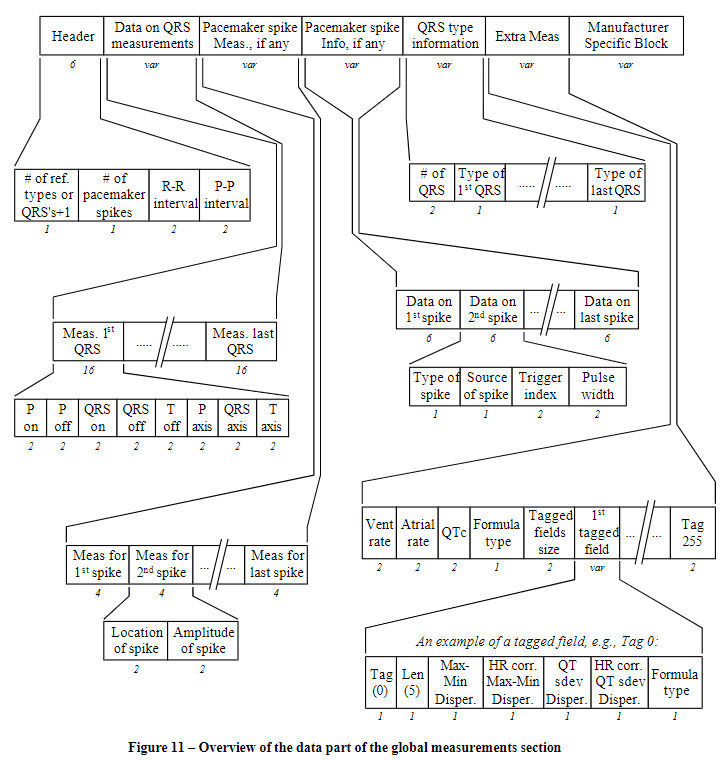 Header
Data on QRS
measurements
Pacemaker spike
Meas., if any
Pacemaker spike
Info, if any
QRS type
information
Extra Meas
Manufacturer
Specific Block
6 var var var var var var
# of ref.
types or
QRS's+1
# of
pacemaker
spikes
R-R
interval
P-P
interval
1 1 2 2
# of
QRS
Type of
1st QRS
..... .....
Type of
last QRS
2 1 1
Data on
1st spike
Data on
2nd spike
... ...
Data on
last spike
6 6 6
Meas. 1st
QRS
..... .....
Meas. last
QRS
16 16
Type of
spike
Source
of spike
Trigger
index
Pulse
width
1 1 2 2
P
on
P
off
QRS
on
QRS
off
T
off
P
axis
QRS
axis
T
axis
2 2 2 2 2 2 2 2
Vent
rate
Atrial
rate
QTc
Formula
type
Tagged
fields
size
1st
tagged
field
... ...
Tag
255
2 2 2 1 2 var 2
Meas for
1st spike
Meas for
2nd spike
... ...
Meas for
last spike
4 4 4
Location
of spike
Amplitude
of spike
2 2
An example of a tagged field, e.g., Tag 0:
Tag
(0)
Len
(5)
Max-
Min
Disper.
HR corr.
Max-Min
Disper.
QT
sdev
Disper.
HR corr.
QT sdev
Disper.
Formula
type
1 1 1 1 1 1 1
Figure 11 – Overview of the data part of the global measurements section